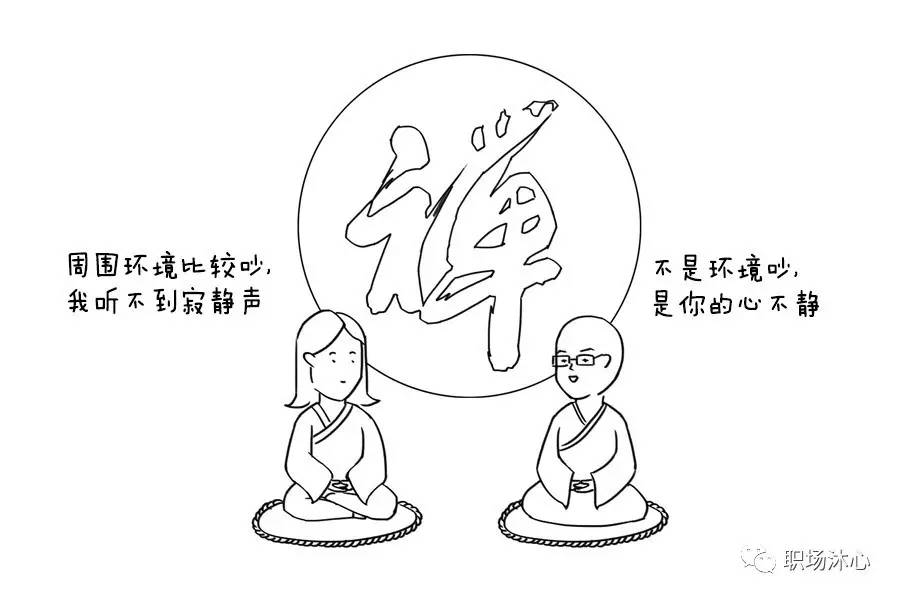 禅
周围环境比较吵,
我听不到寂静声
不是环境吵,
是你的心不静
职场沐心